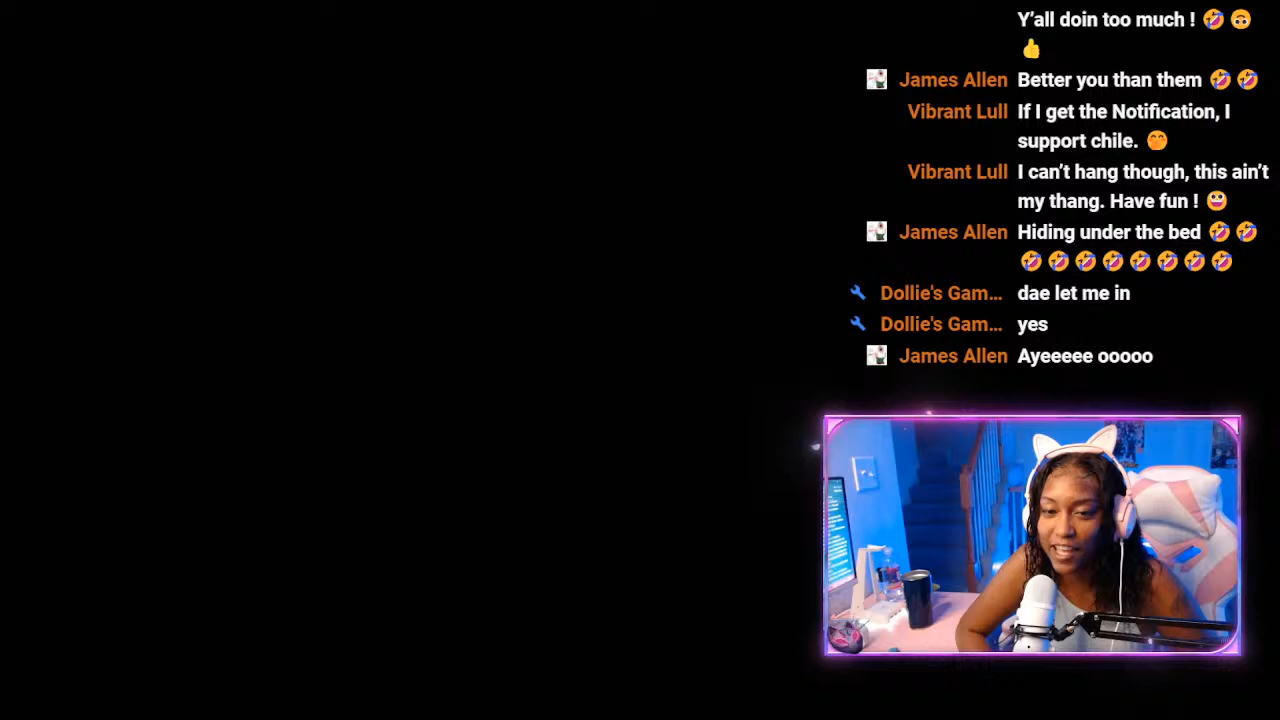 Y'all doin too much ! 🤣 🙃
👍
James Allen Better you than them 🤣 🤣
Vibrant Lull If I get the Notification, I
support chile. 🤭
Vibrant Lull I can't hang though, this ain't
my thang. Have fun ! 😀
James Allen Hiding under the bed 🤣 🤣
🤣 🤣 🤣 🤣 🤣 🤣 🤣 🤣
Dollie's Gam... dae let me in
Dollie's Gam... yes
James Allen Ayeeeee ooooo